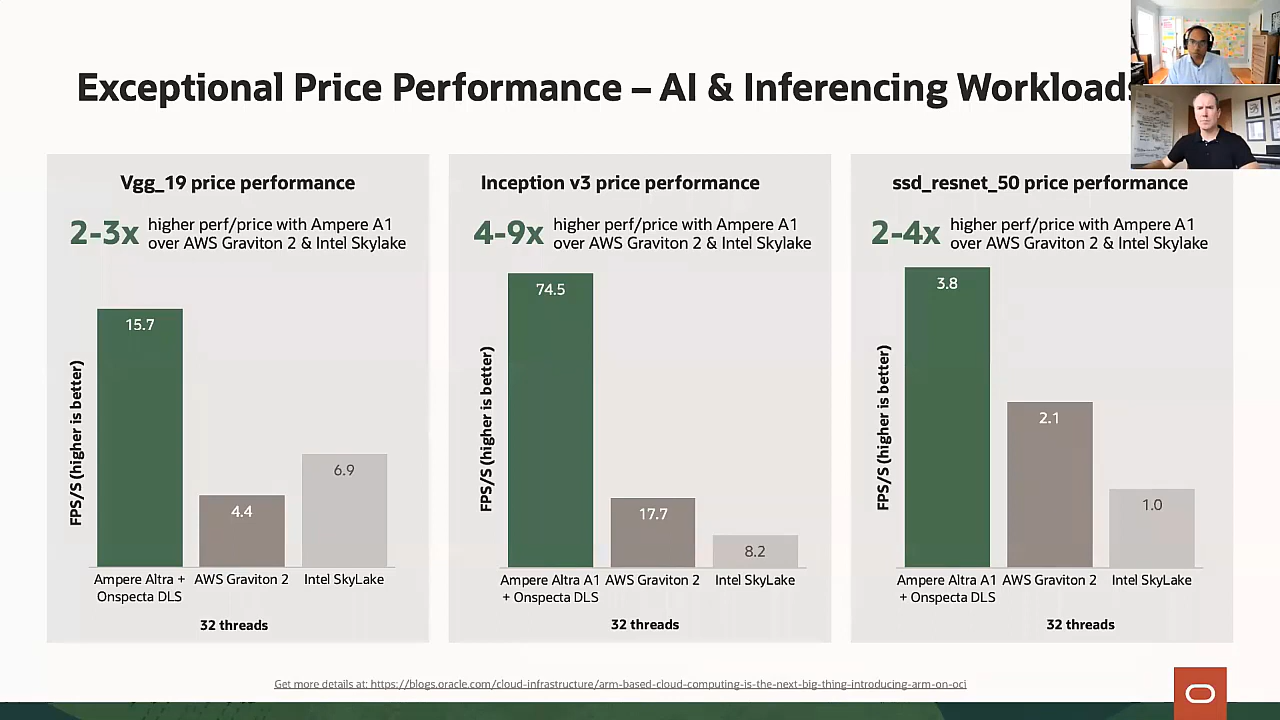 Exceptional Price Performance – AI & Inferencing Workloads
Vgg_19 price performance
2-3x
higher perf/price with Ampere A1
over AWS Graviton 2 & Intel Skylake
FPS/S (higher is better)
15.7
4.4
6.9
Ampere Altra +
Onspecta DLS
AWS Graviton 2
Intel SkyLake
32 threads
Inception v3 price performance
4-9x
higher perf/price with Ampere A1
over AWS Graviton 2 & Intel Skylake
FPS/S (higher is better)
74.5
17.7
8.2
Ampere Altra A1
+ Onspecta DLS
AWS Graviton 2
Intel SkyLake
32 threads
ssd_resnet_50 price performance
2-4x
higher perf/price with Ampere A1
over AWS Graviton 2 & Intel Skylake
FPS/S (higher is better)
3.8
2.1
1.0
Ampere Altra A1
+ Onspecta DLS
AWS Graviton 2
Intel SkyLake
32 threads
Get more details at: https://blogs.oracle.com/cloud-infrastructure/arm-based-cloud-computing-is-the-next-big-thing-introducing-arm-on-oci